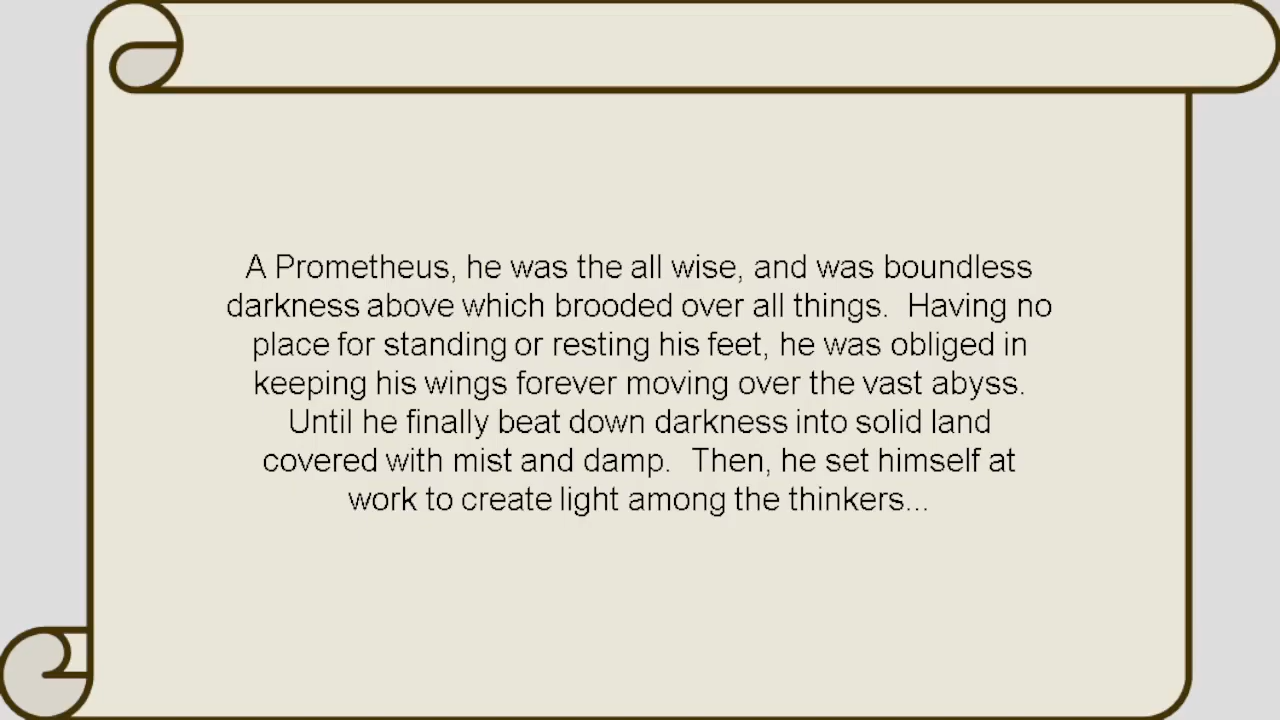 A Prometheus, he was the all wise, and was boundless
darkness above which brooded over all things.  Having no
place for standing or resting his feet, he was obliged in
keeping his wings forever moving over the vast abyss.
Until he finally beat down darkness into solid land
covered with mist and damp.  Then, he set himself at
work to create light among the thinkers...